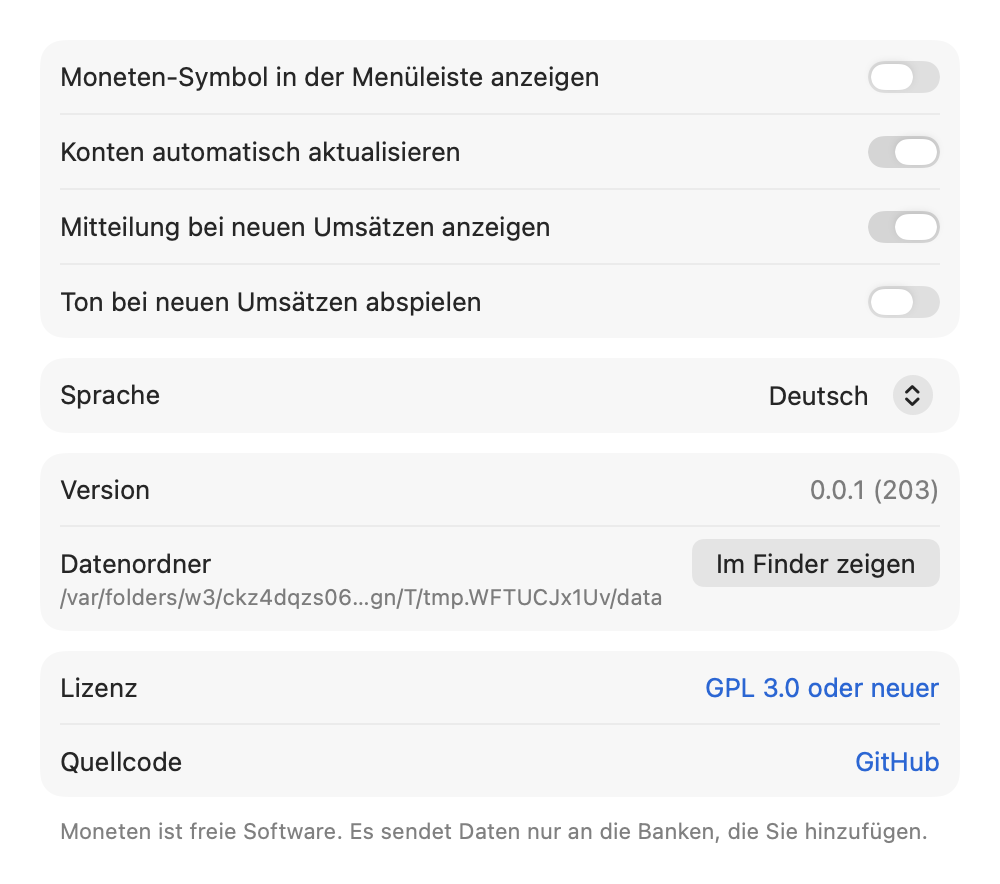 Moneten-Symbol in der Menüleiste anzeigen
Konten automatisch aktualisieren
Mitteilung bei neuen Umsätzen anzeigen
Ton bei neuen Umsätzen abspielen
Sprache Deutsch
Version 0.0.1 (203)
Datenordner Im Finder zeigen
/var/folders/w3/ckz4dqzs06...gn/T/tmp.WFTUCJx1Uv/data
Lizenz GPL 3.0 oder neuer
Quellcode GitHub
Moneten ist freie Software. Es sendet Daten nur an die Banken, die Sie hinzufügen.